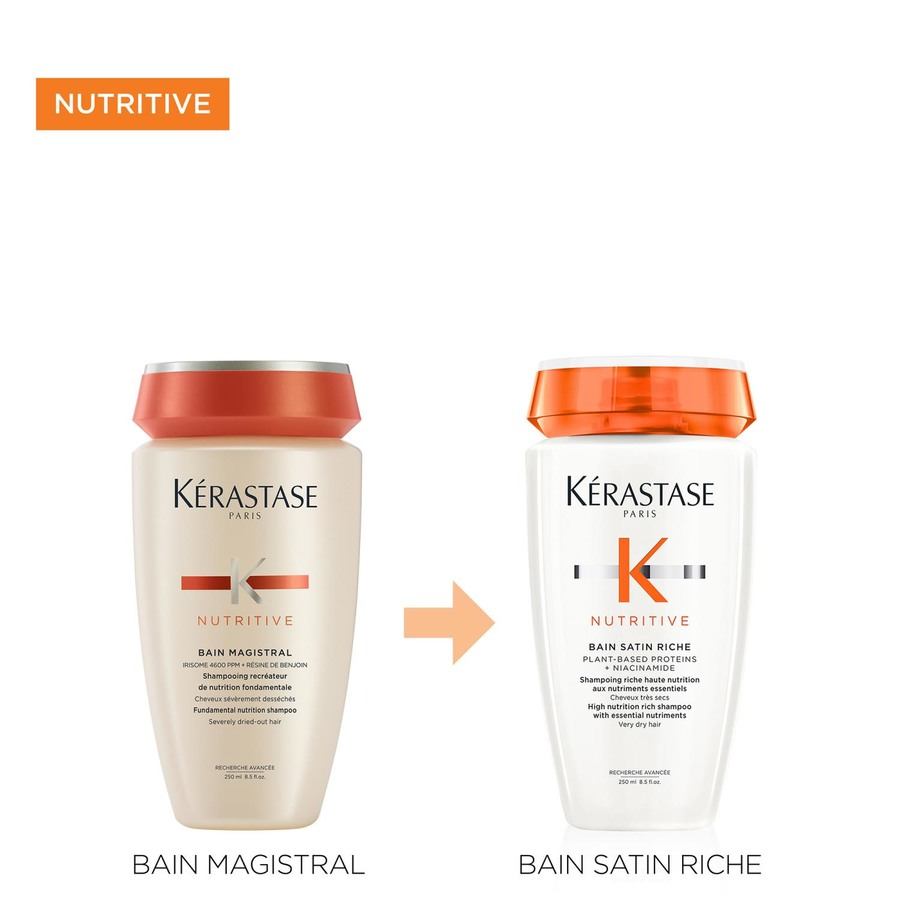 NUTRITIVE
KÉRASTASE
PARIS
K
NUTRITIVE
BAIN MAGISTRAL
IRISOME 4600 PPM + RÉSINE DE BENJOIN
Shampooing recréateur
de nutrition fondamentale
Cheveux sévèrement desséchés
Fundamental nutrition shampoo
Severely dried-out hair
RECHERCHE AVANCÉE
250 ml 8.5 fl.oz.
BAIN MAGISTRAL
KÉRASTASE
PARIS
K
NUTRITIVE
BAIN SATIN RICHE
PLANT-BASED PROTEINS
+ NIACINAMIDE
Shampoing riche haute nutrition
aux nutriments essentiels
Cheveux très secs
High nutrition rich shampoo
with essential nutriments
Very dry hair
RECHERCHE AVANCÉE
250 ml 8.5 fl.oz.
BAIN SATIN RICHE